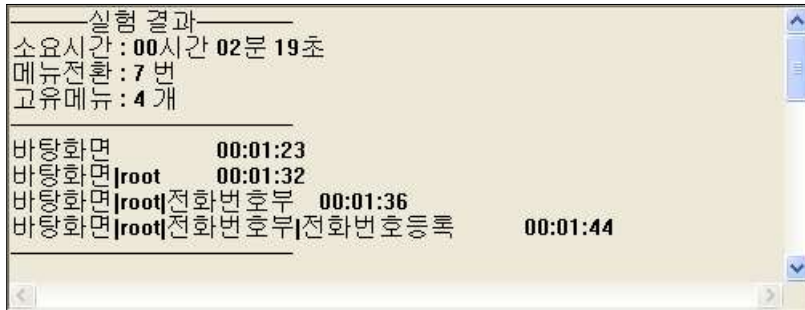 ———실험 결과————
소요시간 : 00시간 02분 19초
메뉴전환 : 7 번
고유메뉴 : 4 개
바탕화면 00:01:23
바탕화면|root 00:01:32
바탕화면|root|전화번호부 00:01:36
바탕화면|root|전화번호부|전화번호등록 00:01:44